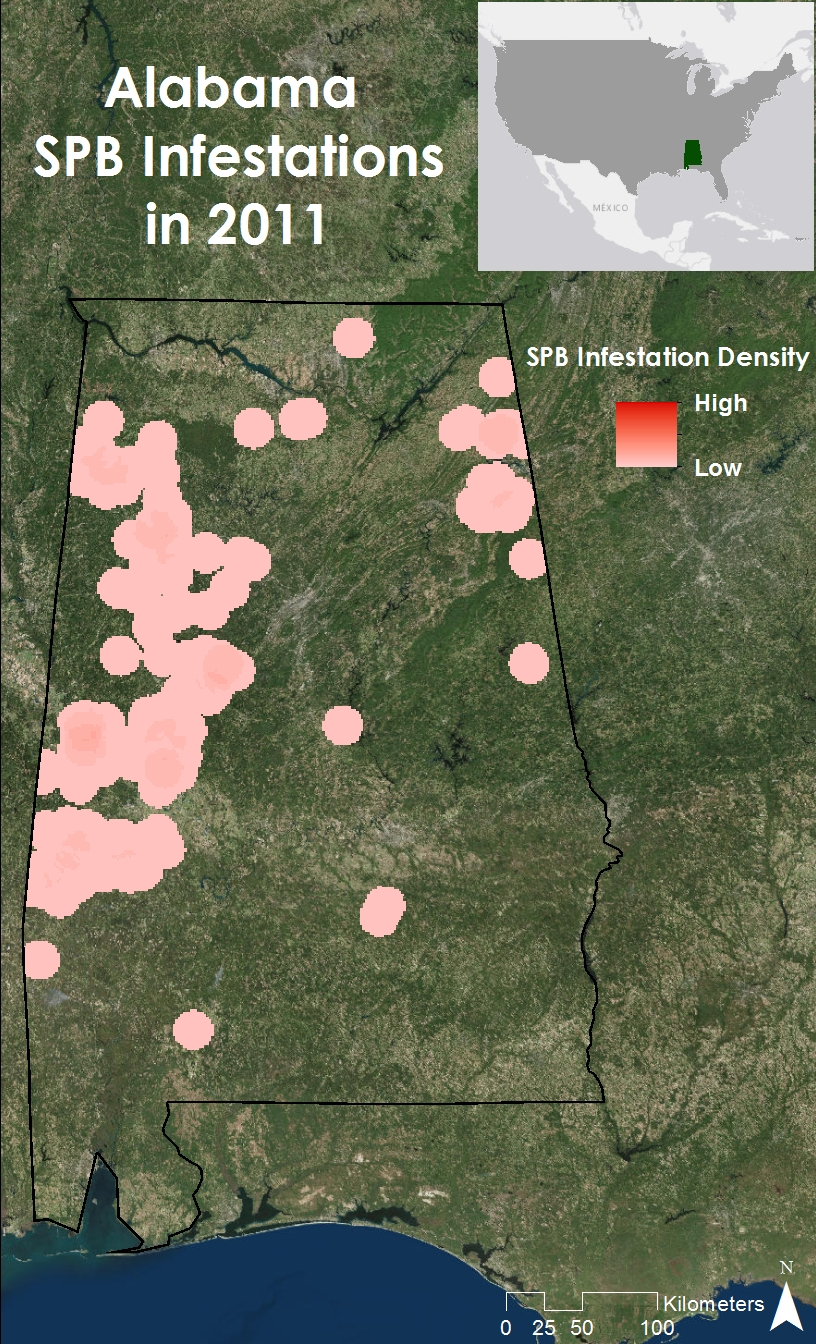 Alabama
SPB Infestations
in 2011
MÉXICO
SPB Infestation Density
High
Low
N
Kilometers
0 25 50 100